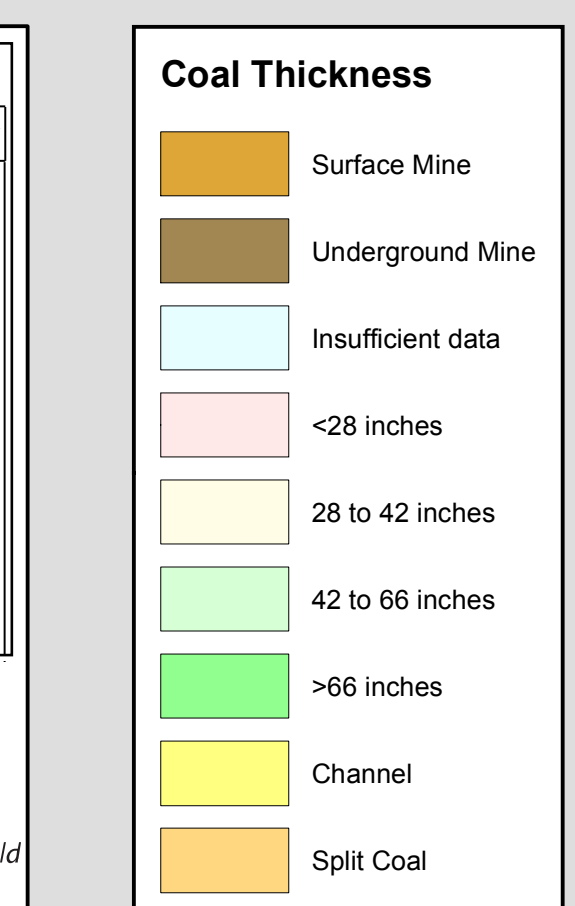 Coal Thickness
Surface Mine
Underground Mine
Insufficient data
<28 inches
28 to 42 inches
42 to 66 inches
>66 inches
Channel
Split Coal
ld